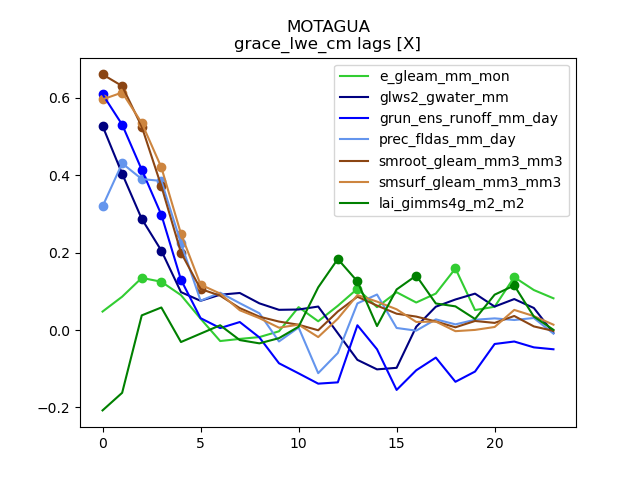 MOTAGUA
grace_lwe_cm lags [X]
e_gleam_mm_mon
glws2_gwater_mm
grun_ens_runoff_mm_day
prec_fldas_mm_day
smroot_gleam_mm3_mm3
smsurf_gleam_mm3_mm3
lai_gimms4g_m2_m2
0.6
0.4
0.2
0.0
−0.2
0 5 10 15 20